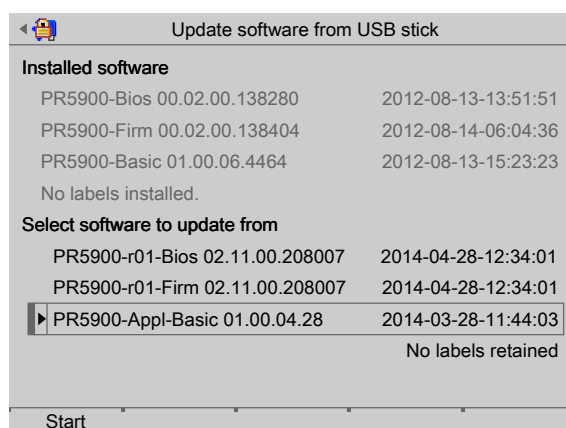 Update software from USB stick
Installed software
PR5900-Bios 00.02.00.138280 2012-08-13-13:51:51
PR5900-Firm 00.02.00.138404 2012-08-14-06:04:36
PR5900-Basic 01.00.06.4464 2012-08-13-15:23:23
No labels installed.
Select software to update from
PR5900-r01-Bios 02.11.00.208007 2014-04-28-12:34:01
PR5900-r01-Firm 02.11.00.208007 2014-04-28-12:34:01
PR5900-Appl-Basic 01.00.04.28 2014-03-28-11:44:03
No labels retained
Start